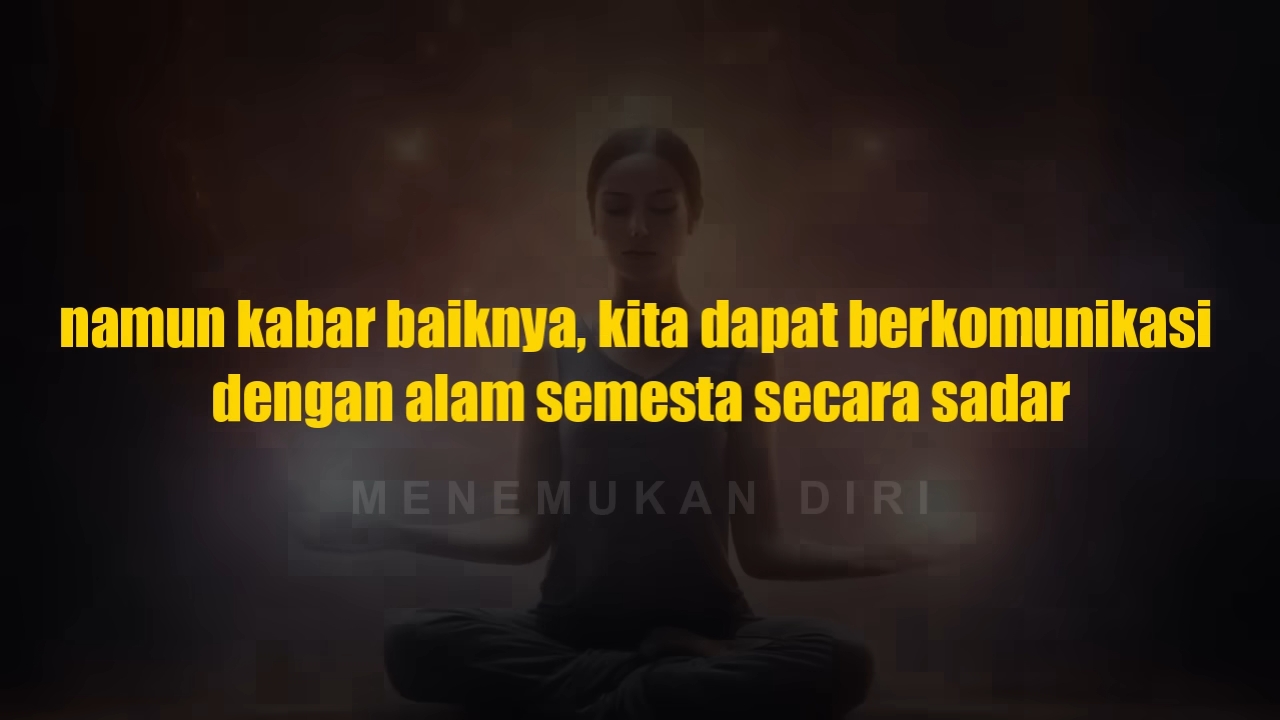 namun kabar baiknya, kita dapat berkomunikasi
dengan alam semesta secara sadar
MENEMUKAN DIRI